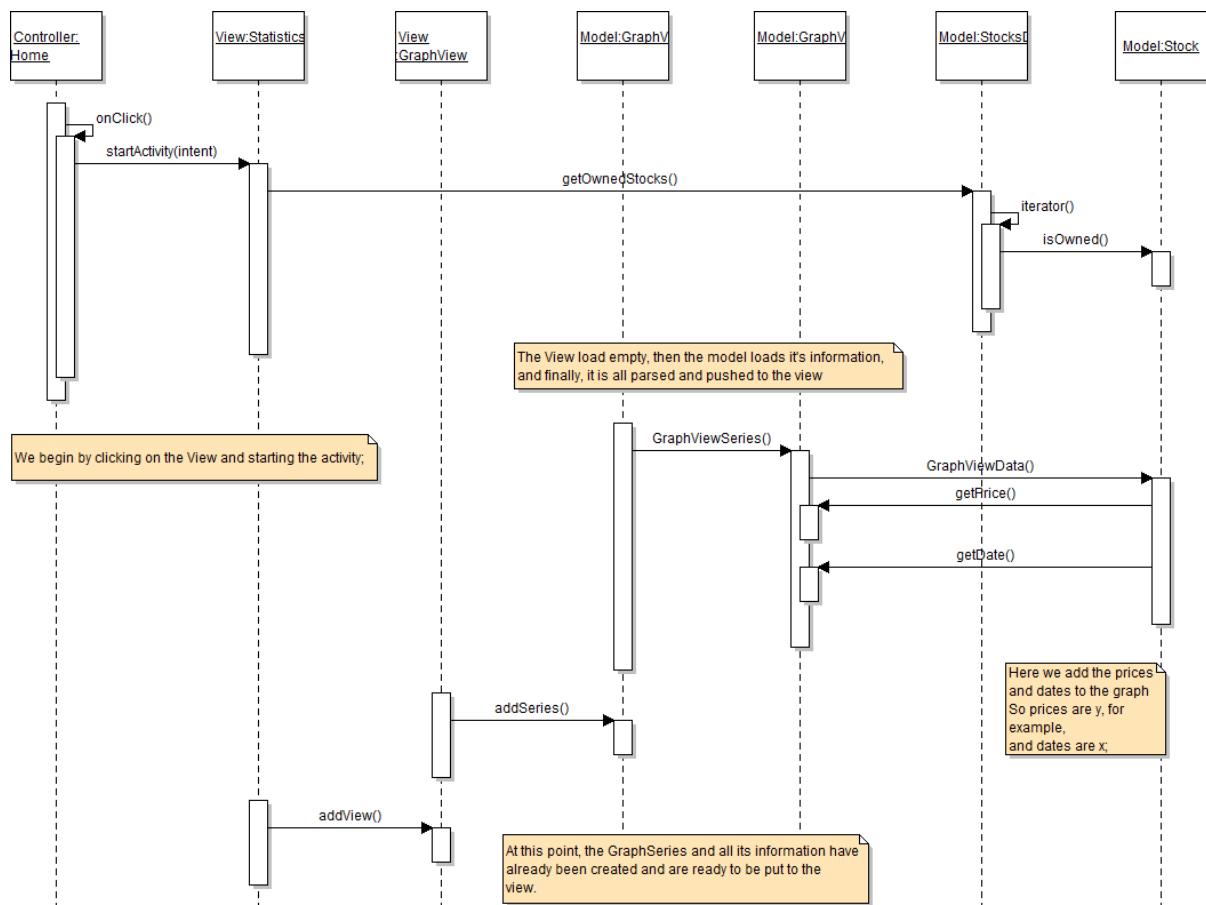 Controller:
Home
View:Statistics
View
:GraphView
Model:GraphV
Model:GraphV
Model:StocksD
Model:Stock
onClick()
startActivity(intent)
getOwnedStocks()
iterator()
isOwned()
The View load empty, then the model loads it's information,
and finally, it is all parsed and pushed to the view
We begin by clicking on the View and starting the activity;
GraphViewSeries()
GraphViewData()
getPrice()
getDate()
Here we add the prices
and dates to the graph
So prices are y, for
example,
and dates are x;
addSeries()
addView()
At this point, the GraphSeries and all its information have
already been created and are ready to be put to the
view.